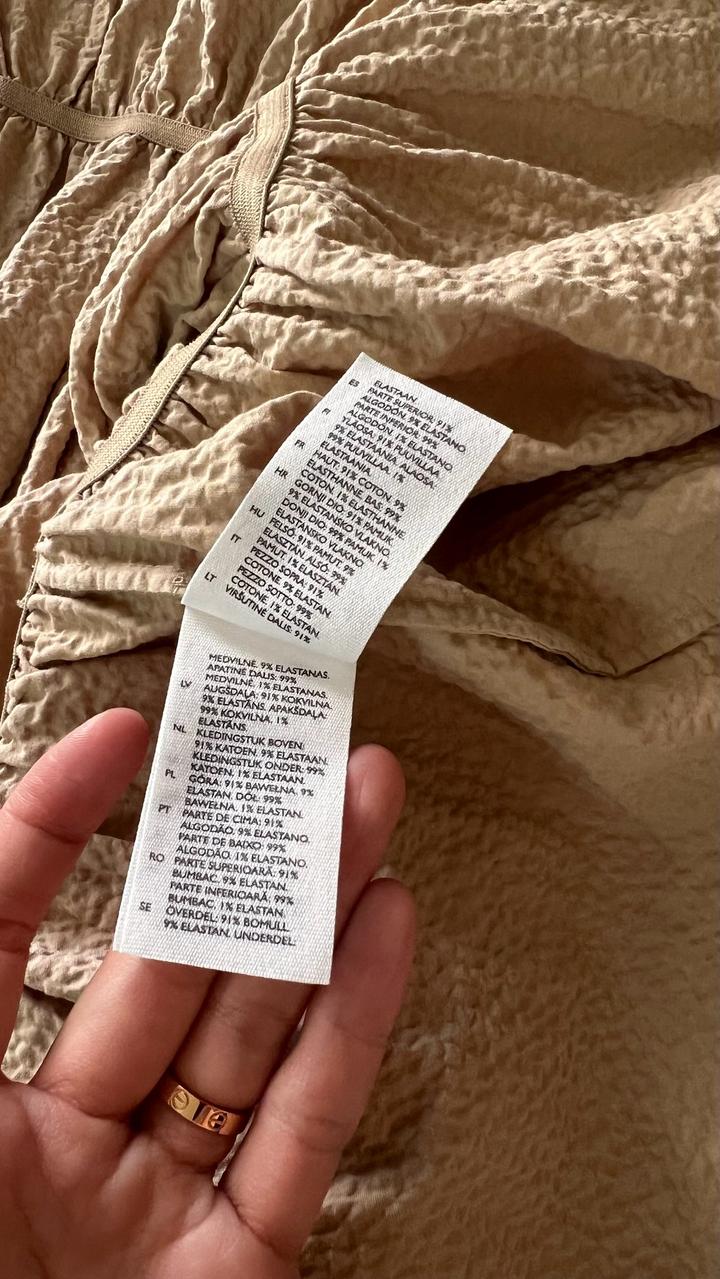 ELASTAAN.
ES PARTE SUPERIOR: 91%
ALGODÓN. 9% ELASTANO.
PARTE INFERIOR: 99%
ALGODÓN. 1% ELASTANO.
FI YLÄOSA: 91% PUUVILLAA.
9% ELASTANIA. ALAOSA:
99% PUUVILLAA. 1%
ELASTAANIA.
FR HAUT: 91% COTON. 9%
ELASTHANNE. BAS: 99%
COTON. 1% ELASTHANNE.
HR GORNJI DIO: 91% PAMUK.
9% ELASTANSKO VLAKNO.
DONJI DIO: 99% PAMUK. 1%
ELASTANSKO VLAKNO.
HU FELSŐ: 91% PAMUT. 9%
ELASZTÁN. ALSÓ: 99%
PAMUT. 1% ELASZTÁN.
IT PEZZO SOPRA: 91%
COTONE. 9% ELASTAN.
PEZZO SOTTO: 99%
COTONE. 1% ELASTAN.
LT VIRŠUTINĖ DALIS: 91%
MEDVILNĖ. 9% ELASTANAS.
APATINĖ DALIS: 99%
MEDVILNĖ. 1% ELASTANAS.
LV AUGŠDAĻA: 91% KOKVILNA.
9% ELASTĀNS. APAKŠDAĻA:
99% KOKVILNA. 1%
ELASTĀNS.
NL KLEDINGSTUK BOVEN:
91% KATOEN. 9% ELASTAAN.
KLEDINGSTUK ONDER: 99%
KATOEN. 1% ELASTAAN.
PL GÓRA: 91% BAWEŁNA. 9%
ELASTAN. DÓŁ: 99%
BAWEŁNA. 1% ELASTAN.
PT PARTE DE CIMA: 91%
ALGODÃO. 9% ELASTANO.
PARTE DE BAIXO: 99%
ALGODÃO. 1% ELASTANO.
RO PARTE SUPERIOARĂ: 91%
BUMBAC. 9% ELASTAN.
PARTE INFERIOARĂ: 99%
BUMBAC. 1% ELASTAN.
SE ÖVERDEL: 91% BOMULL.
9% ELASTAN. UNDERDEL: